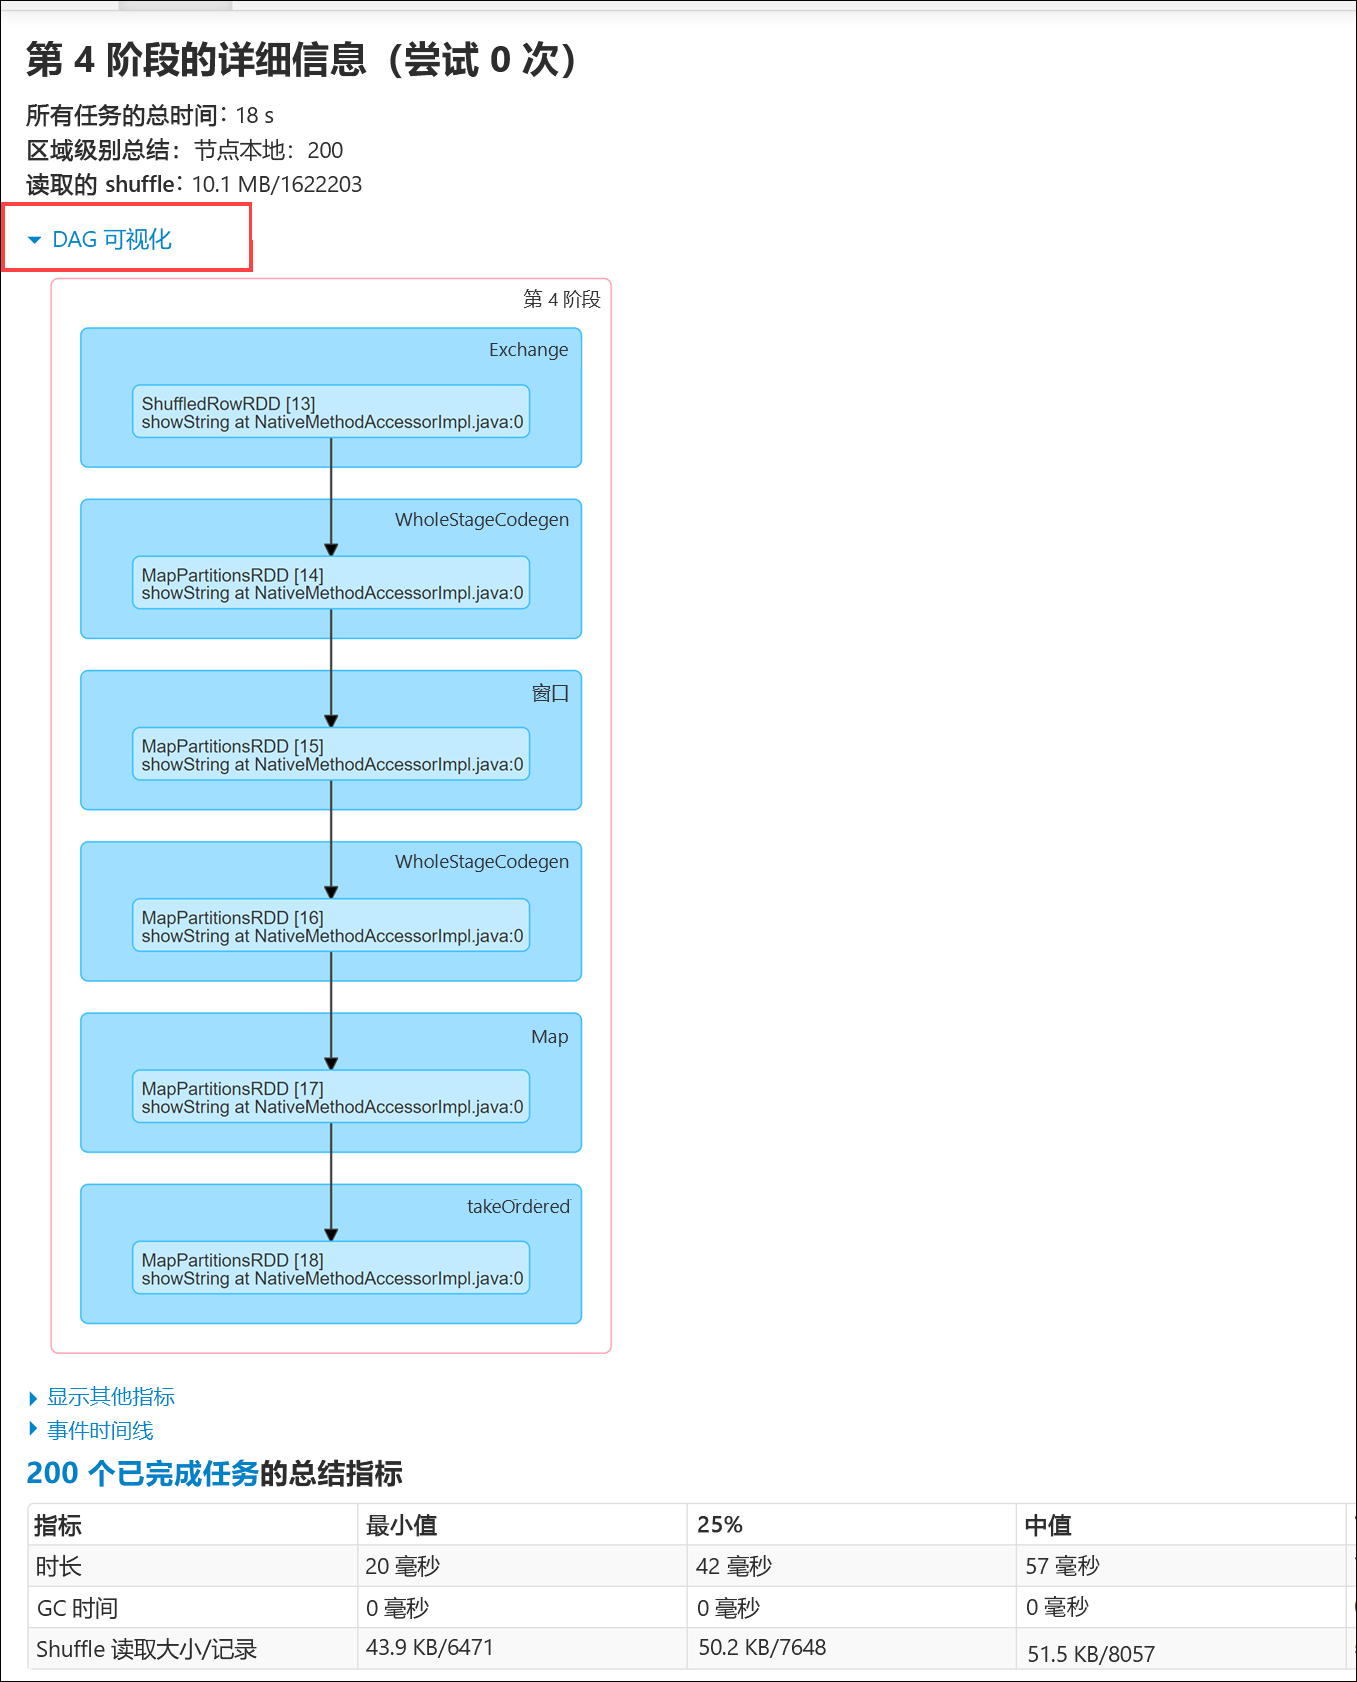 第 4 阶段的详细信息（尝试 0 次）
所有任务的总时间：18 s
区域级别总结：节点本地：200
读取的 shuffle：10.1 MB/1622203
DAG 可视化
第 4 阶段
Exchange
ShuffledRowRDD [13]
showString at NativeMethodAccessorImpl.java:0
WholeStageCodegen
MapPartitionsRDD [14]
showString at NativeMethodAccessorImpl.java:0
窗口
MapPartitionsRDD [15]
showString at NativeMethodAccessorImpl.java:0
WholeStageCodegen
MapPartitionsRDD [16]
showString at NativeMethodAccessorImpl.java:0
Map
MapPartitionsRDD [17]
showString at NativeMethodAccessorImpl.java:0
takeOrdered
MapPartitionsRDD [18]
showString at NativeMethodAccessorImpl.java:0
显示其他指标
事件时间线
200 个已完成任务的总结指标
指标 最小值 25% 中值
时长 20 毫秒 42 毫秒 57 毫秒
GC 时间 0 毫秒 0 毫秒 0 毫秒
Shuffle 读取大小/记录 43.9 KB/6471 50.2 KB/7648 51.5 KB/8057